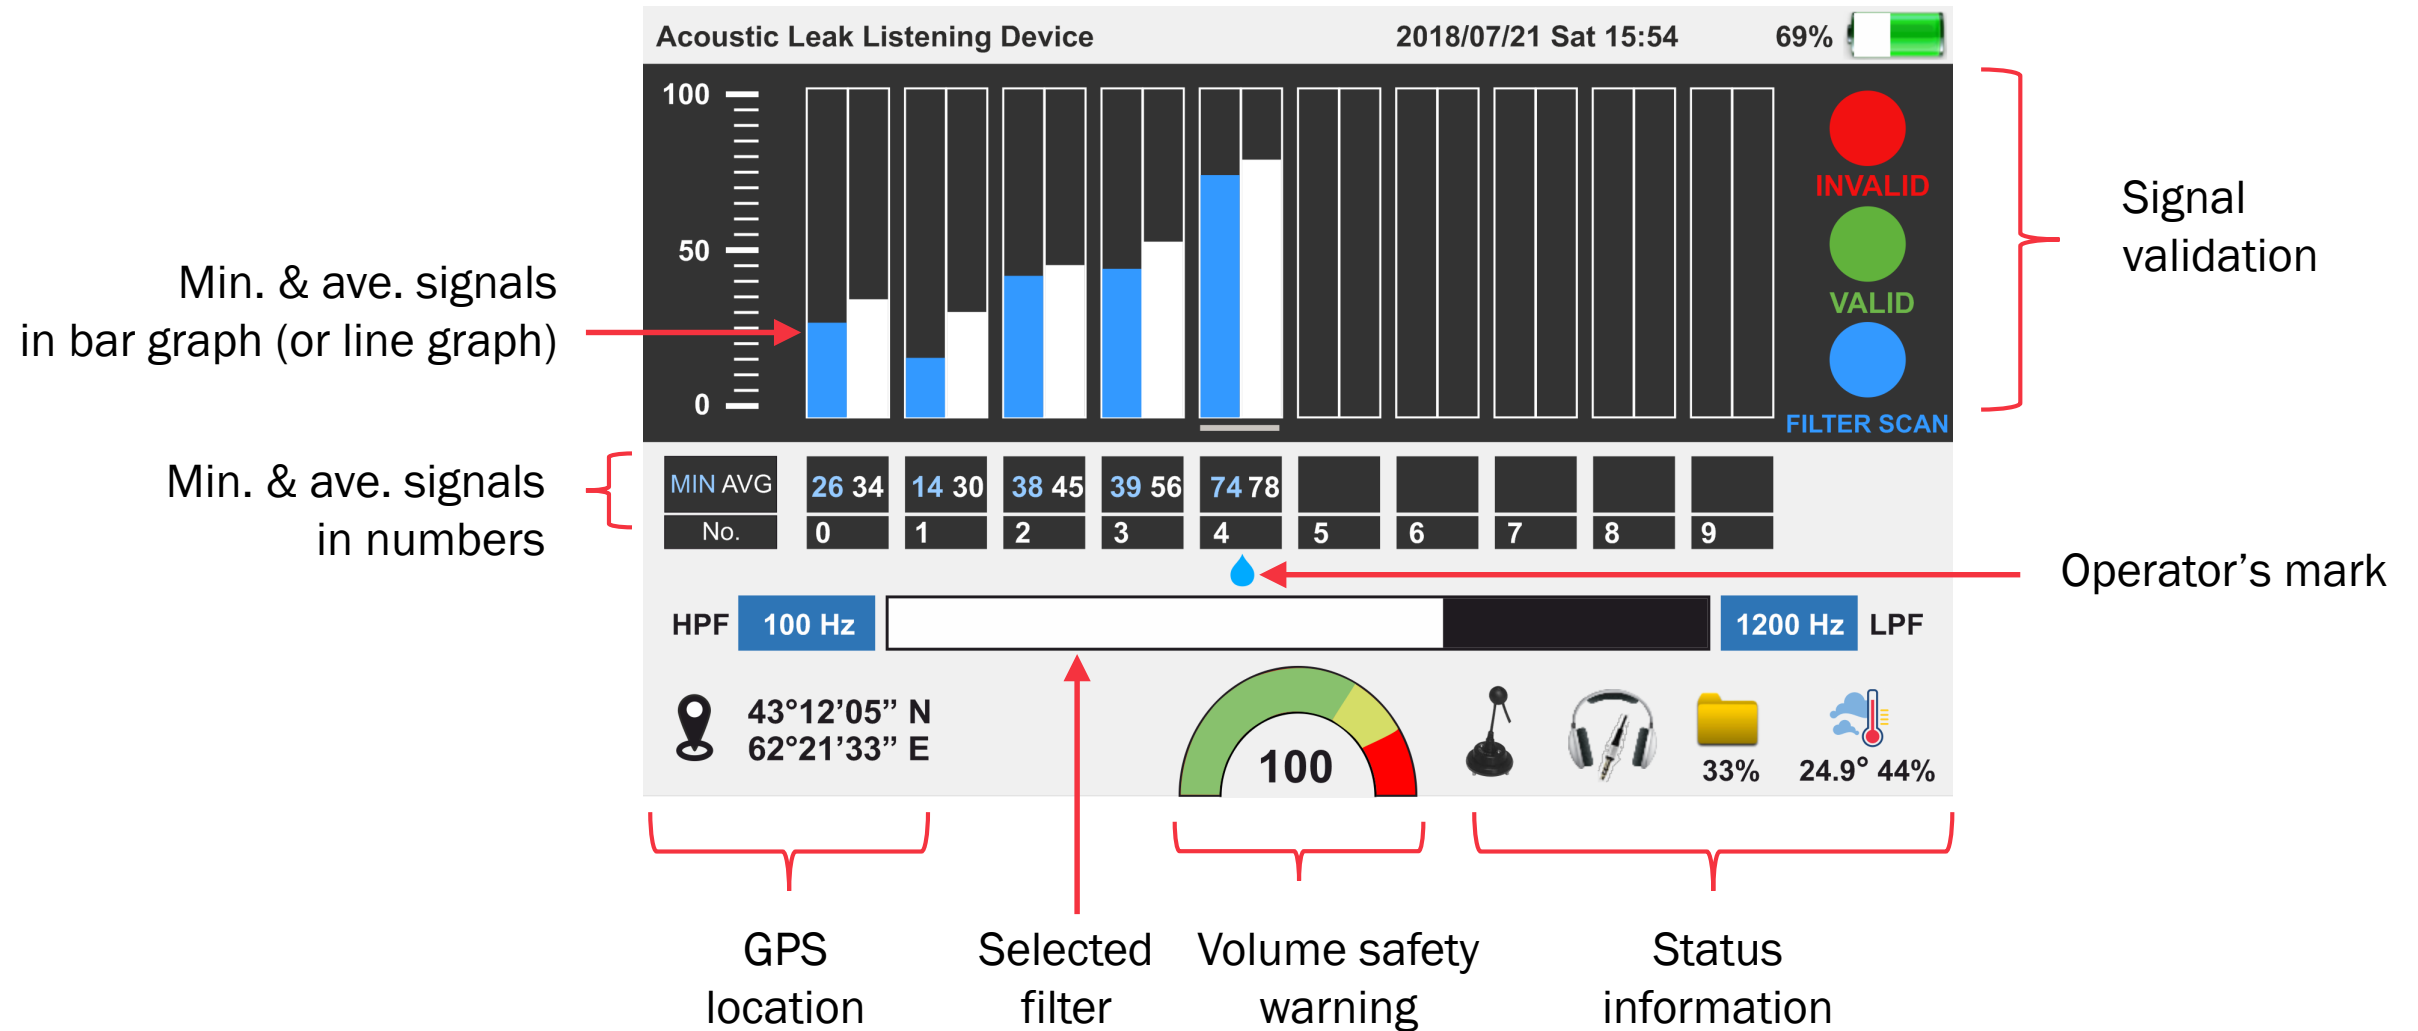 Acoustic Leak Listening Device 2018/07/21 Sat 15:54 69%
100
50
0
INVALID
VALID
FILTER SCAN
Signal
validation
Min. & ave. signals
in bar graph (or line graph)
Min. & ave. signals
in numbers
MIN AVG 26 34 14 30 38 45 39 56 74 78
No. 0 1 2 3 4 5 6 7 8 9
Operator’s mark
HPF 100 Hz 1200 Hz LPF
43°12’05” N
62°21’33” E
100
33% 24.9° 44%
GPS
location
Selected
filter
Volume safety
warning
Status
information